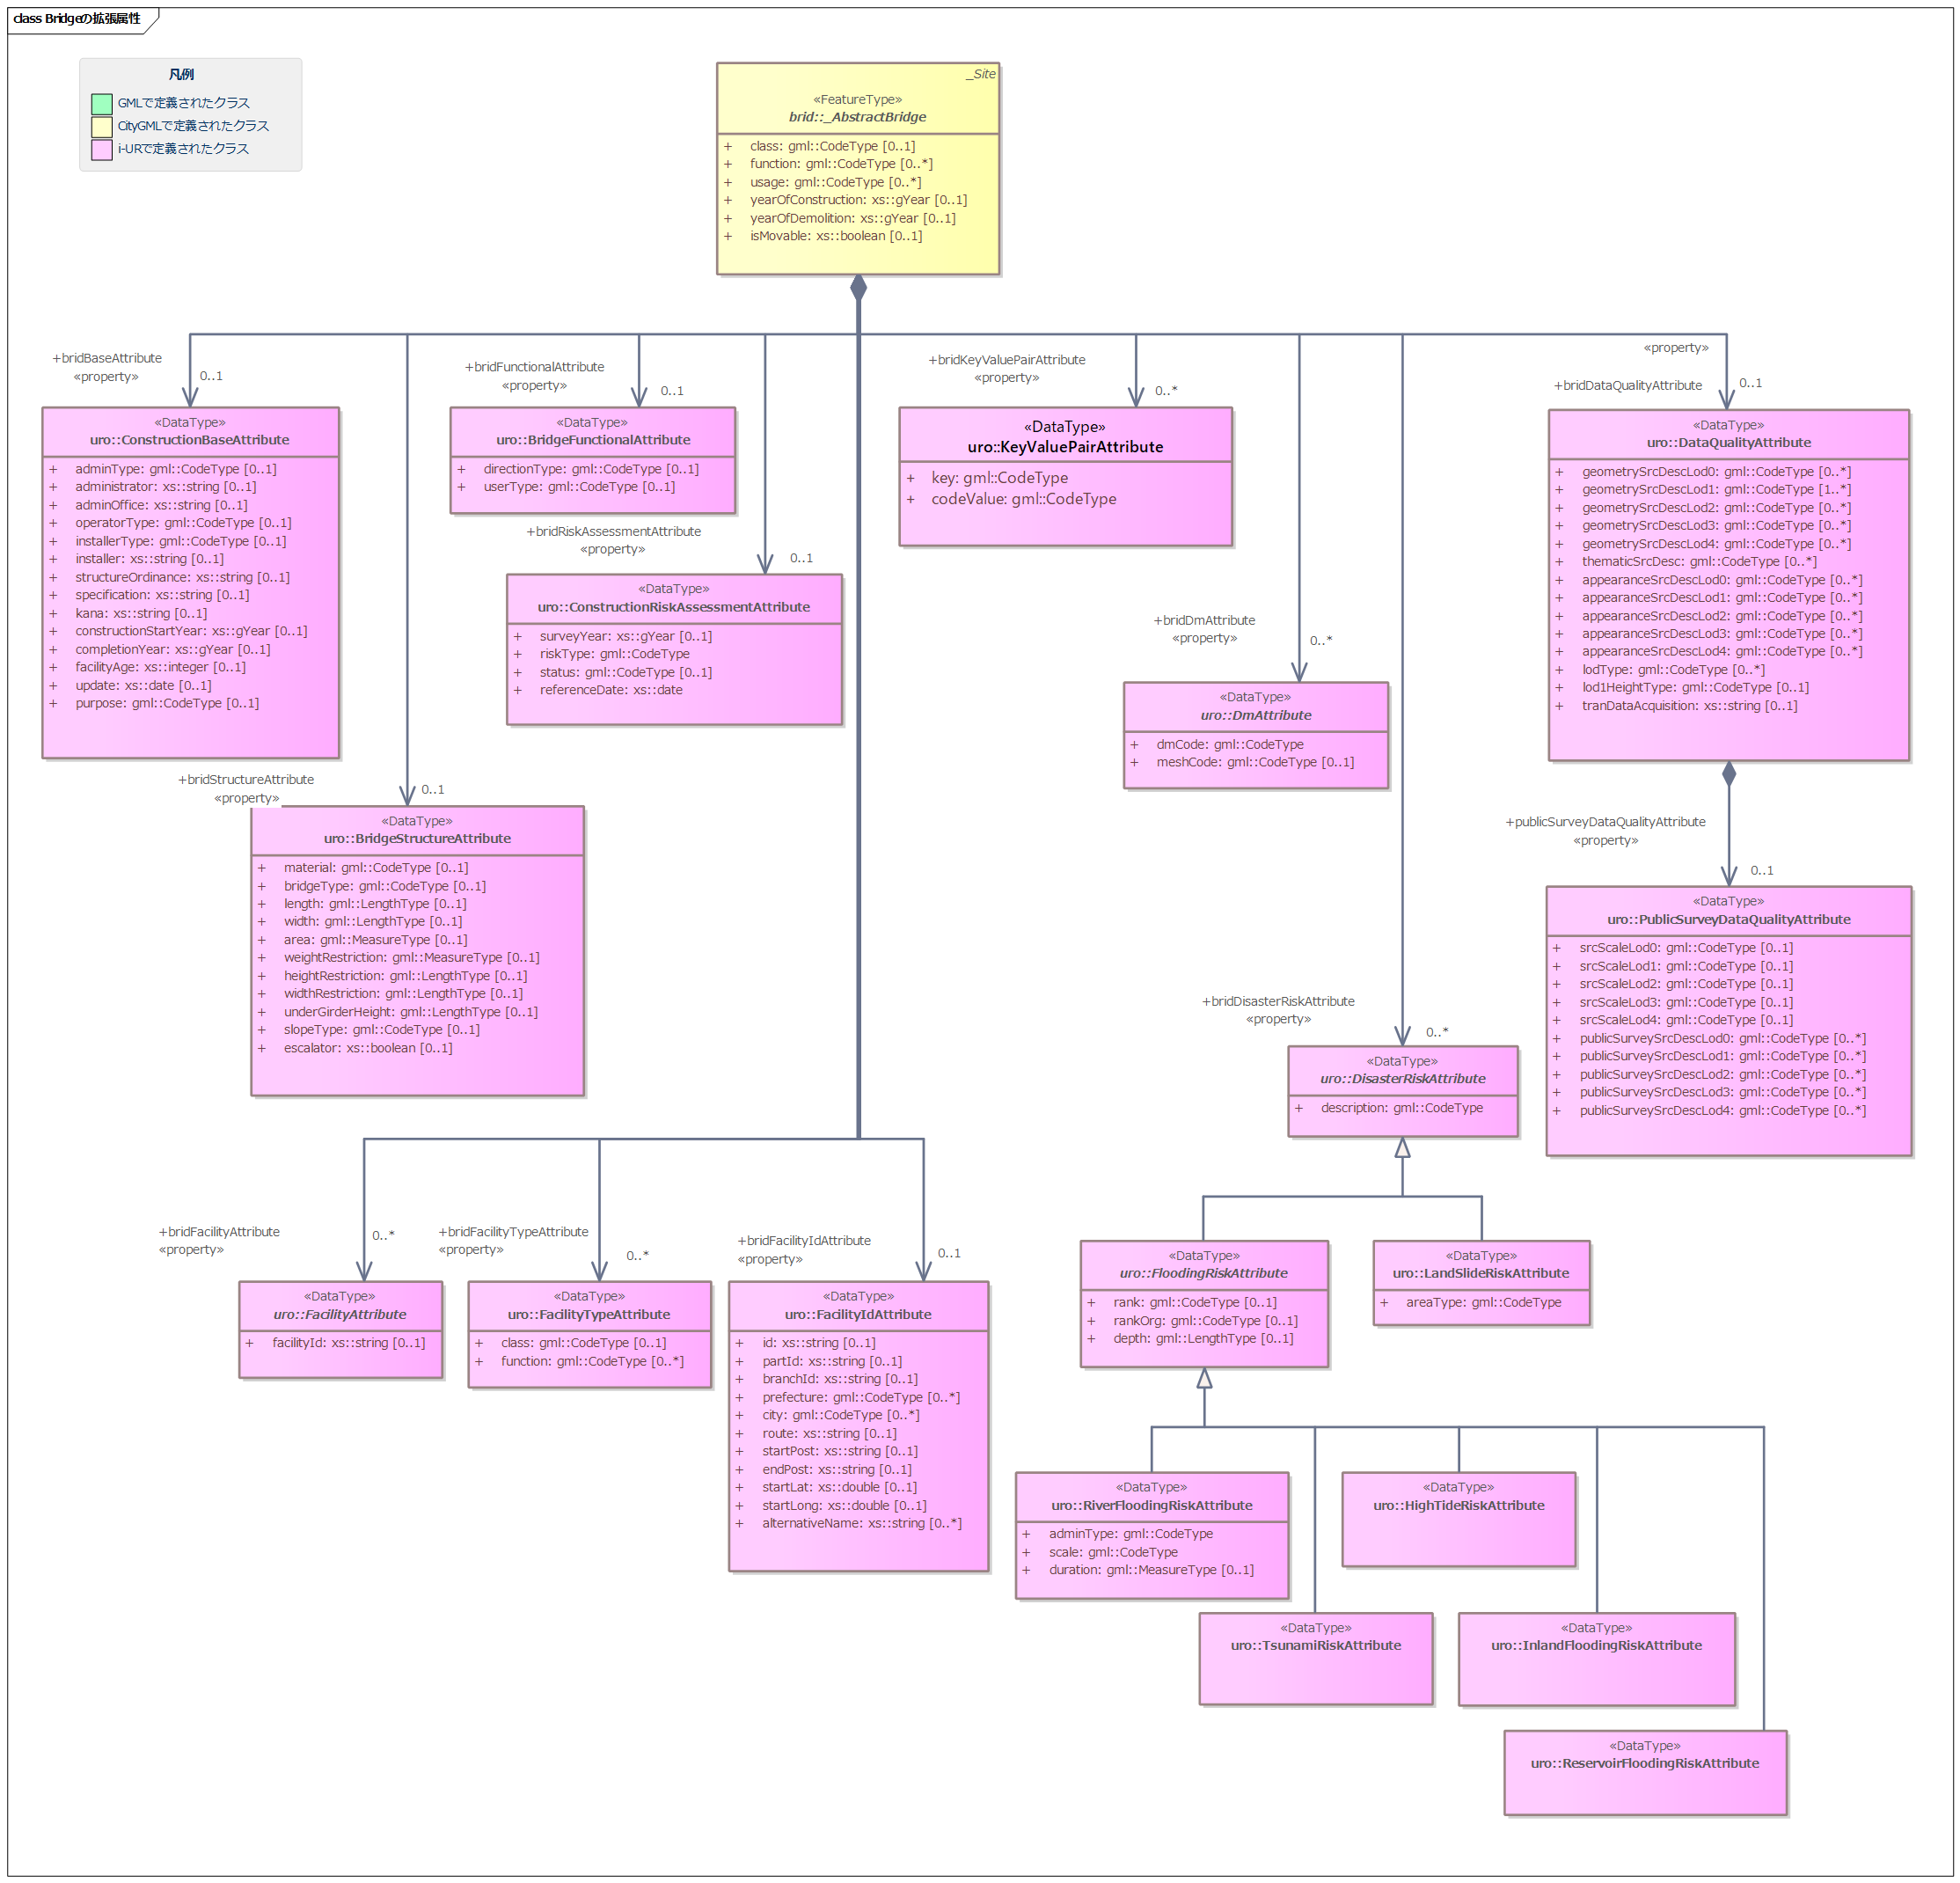 class Bridgeの拡張属性
凡例
GMLで定義されたクラス
CityGMLで定義されたクラス
i-URで定義されたクラス
_Site
«FeatureType»
brid::_AbstractBridge
+ class: gml::CodeType [0..1]
+ function: gml::CodeType [0..*]
+ usage: gml::CodeType [0..*]
+ yearOfConstruction: xs::gYear [0..1]
+ yearOfDemolition: xs::gYear [0..1]
+ isMovable: xs::boolean [0..1]
+bridBaseAttribute
«property»
0..1
«DataType»
uro::ConstructionBaseAttribute
+ adminType: gml::CodeType [0..1]
+ administrator: xs::string [0..1]
+ adminOffice: xs::string [0..1]
+ operatorType: gml::CodeType [0..1]
+ installerType: gml::CodeType [0..1]
+ installer: xs::string [0..1]
+ structureOrdinance: xs::string [0..1]
+ specification: xs::string [0..1]
+ kana: xs::string [0..1]
+ constructionStartYear: xs::gYear [0..1]
+ completionYear: xs::gYear [0..1]
+ facilityAge: xs::integer [0..1]
+ update: xs::date [0..1]
+ purpose: gml::CodeType [0..1]
+bridFunctionalAttribute
«property»
0..1
«DataType»
uro::BridgeFunctionalAttribute
+ directionType: gml::CodeType [0..1]
+ userType: gml::CodeType [0..1]
+bridRiskAssessmentAttribute
«property»
0..1
«DataType»
uro::ConstructionRiskAssessmentAttribute
+ surveyYear: xs::gYear [0..1]
+ riskType: gml::CodeType
+ status: gml::CodeType [0..1]
+ referenceDate: xs::date
+bridKeyValuePairAttribute
«property»
0..*
«DataType»
uro::KeyValuePairAttribute
+ key: gml::CodeType
+ codeValue: gml::CodeType
+bridDmAttribute
«property»
0..*
«DataType»
uro::DmAttribute
+ dmCode: gml::CodeType
+ meshCode: gml::CodeType [0..1]
«property»
+bridDataQualityAttribute
0..1
«DataType»
uro::DataQualityAttribute
+ geometrySrcDescLod0: gml::CodeType [0..*]
+ geometrySrcDescLod1: gml::CodeType [1..*]
+ geometrySrcDescLod2: gml::CodeType [0..*]
+ geometrySrcDescLod3: gml::CodeType [0..*]
+ geometrySrcDescLod4: gml::CodeType [0..*]
+ thematicSrcDesc: gml::CodeType [0..*]
+ appearanceSrcDescLod0: gml::CodeType [0..*]
+ appearanceSrcDescLod1: gml::CodeType [0..*]
+ appearanceSrcDescLod2: gml::CodeType [0..*]
+ appearanceSrcDescLod3: gml::CodeType [0..*]
+ appearanceSrcDescLod4: gml::CodeType [0..*]
+ lodType: gml::CodeType [0..*]
+ lod1HeightType: gml::CodeType [0..1]
+ tranDataAcquisition: xs::string [0..1]
+publicSurveyDataQualityAttribute
«property»
0..1
«DataType»
uro::PublicSurveyDataQualityAttribute
+ srcScaleLod0: gml::CodeType [0..1]
+ srcScaleLod1: gml::CodeType [0..1]
+ srcScaleLod2: gml::CodeType [0..1]
+ srcScaleLod3: gml::CodeType [0..1]
+ srcScaleLod4: gml::CodeType [0..1]
+ publicSurveySrcDescLod0: gml::CodeType [0..*]
+ publicSurveySrcDescLod1: gml::CodeType [0..*]
+ publicSurveySrcDescLod2: gml::CodeType [0..*]
+ publicSurveySrcDescLod3: gml::CodeType [0..*]
+ publicSurveySrcDescLod4: gml::CodeType [0..*]
+bridStructureAttribute
«property»
0..1
«DataType»
uro::BridgeStructureAttribute
+ material: gml::CodeType [0..1]
+ bridgeType: gml::CodeType [0..1]
+ length: gml::LengthType [0..1]
+ width: gml::LengthType [0..1]
+ area: gml::MeasureType [0..1]
+ weightRestriction: gml::MeasureType [0..1]
+ heightRestriction: gml::LengthType [0..1]
+ widthRestriction: gml::LengthType [0..1]
+ underGirderHeight: gml::LengthType [0..1]
+ slopeType: gml::CodeType [0..1]
+ escalator: xs::boolean [0..1]
+bridDisasterRiskAttribute
«property»
0..*
«DataType»
uro::DisasterRiskAttribute
+ description: gml::CodeType
+bridFacilityAttribute
«property»
0..*
«DataType»
uro::FacilityAttribute
+ facilityId: xs::string [0..1]
+bridFacilityTypeAttribute
«property»
0..*
«DataType»
uro::FacilityTypeAttribute
+ class: gml::CodeType [0..1]
+ function: gml::CodeType [0..*]
+bridFacilityIdAttribute
«property»
0..1
«DataType»
uro::FacilityIdAttribute
+ id: xs::string [0..1]
+ partId: xs::string [0..1]
+ branchId: xs::string [0..1]
+ prefecture: gml::CodeType [0..*]
+ city: gml::CodeType [0..*]
+ route: xs::string [0..1]
+ startPost: xs::string [0..1]
+ endPost: xs::string [0..1]
+ startLat: xs::double [0..1]
+ startLong: xs::double [0..1]
+ alternativeName: xs::string [0..*]
«DataType»
uro::FloodingRiskAttribute
+ rank: gml::CodeType [0..1]
+ rankOrg: gml::CodeType [0..1]
+ depth: gml::LengthType [0..1]
«DataType»
uro::LandSlideRiskAttribute
+ areaType: gml::CodeType
«DataType»
uro::RiverFloodingRiskAttribute
+ adminType: gml::CodeType
+ scale: gml::CodeType
+ duration: gml::MeasureType [0..1]
«DataType»
uro::HighTideRiskAttribute
«DataType»
uro::TsunamiRiskAttribute
«DataType»
uro::InlandFloodingRiskAttribute
«DataType»
uro::ReservoirFloodingRiskAttribute